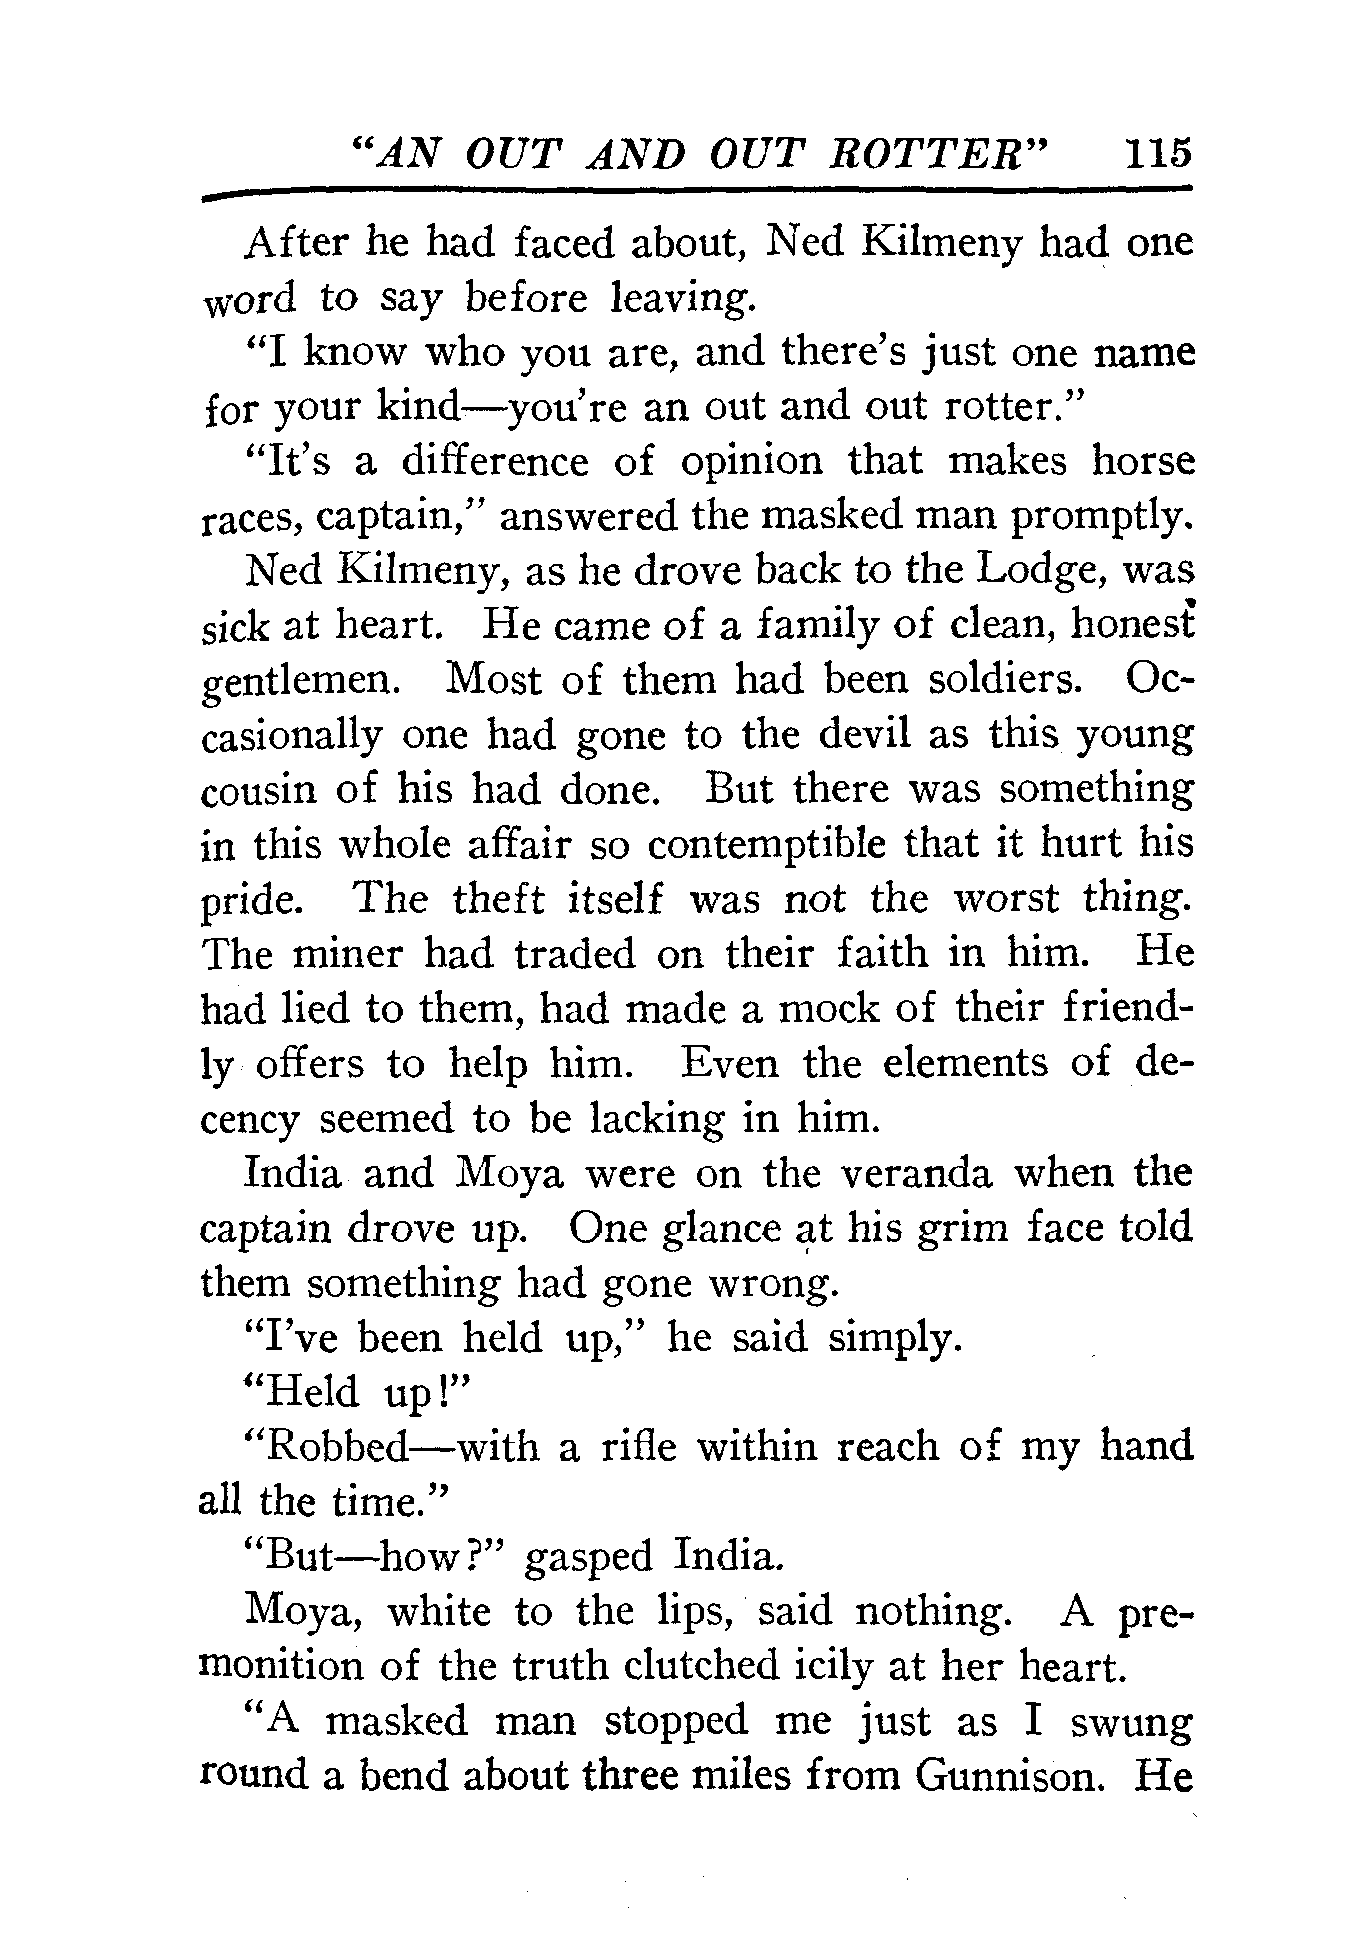 “AN OUT AND OUT ROTTER” 115
After he had faced about, Ned Kilmeny had one
word to say before leaving.
“I know who you are, and there’s just one name
for your kind—you’re an out and out rotter.”
“It’s a difference of opinion that makes horse
races, captain,” answered the masked man promptly.
Ned Kilmeny, as he drove back to the Lodge, was
sick at heart. He came of a family of clean, honest
gentlemen. Most of them had been soldiers. Oc-
casionally one had gone to the devil as this young
cousin of his had done. But there was something
in this whole affair so contemptible that it hurt his
pride. The theft itself was not the worst thing.
The miner had traded on their faith in him. He
had lied to them, had made a mock of their friend-
ly offers to help him. Even the elements of de-
cency seemed to be lacking in him.
India and Moya were on the veranda when the
captain drove up. One glance at his grim face told
them something had gone wrong.
“I’ve been held up,” he said simply.
“Held up!”
“Robbed—with a rifle within reach of my hand
all the time.”
“But—how?” gasped India.
Moya, white to the lips, said nothing. A pre-
monition of the truth clutched icily at her heart.
“A masked man stopped me just as I swung
round a bend about three miles from Gunnison. He